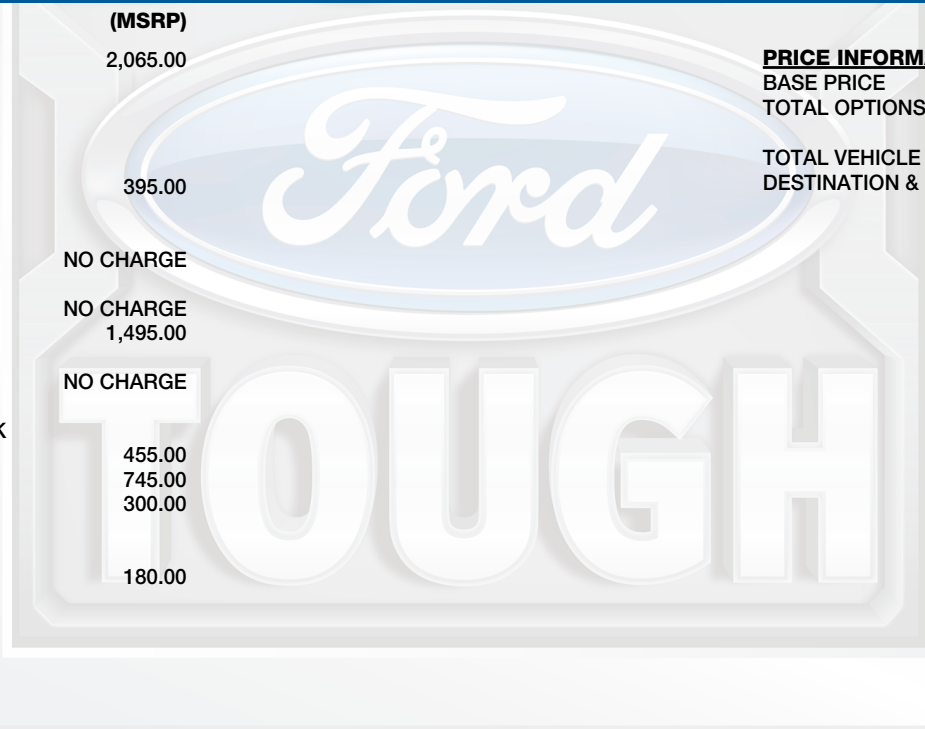 (MSRP)
2,065.00
395.00
NO CHARGE
NO CHARGE
1,495.00
NO CHARGE
K
455.00
745.00
300.00
180.00
PRICE INFORMA
BASE PRICE
TOTAL OPTIONS
TOTAL VEHICLE
DESTINATION &
Ford
TOUGH